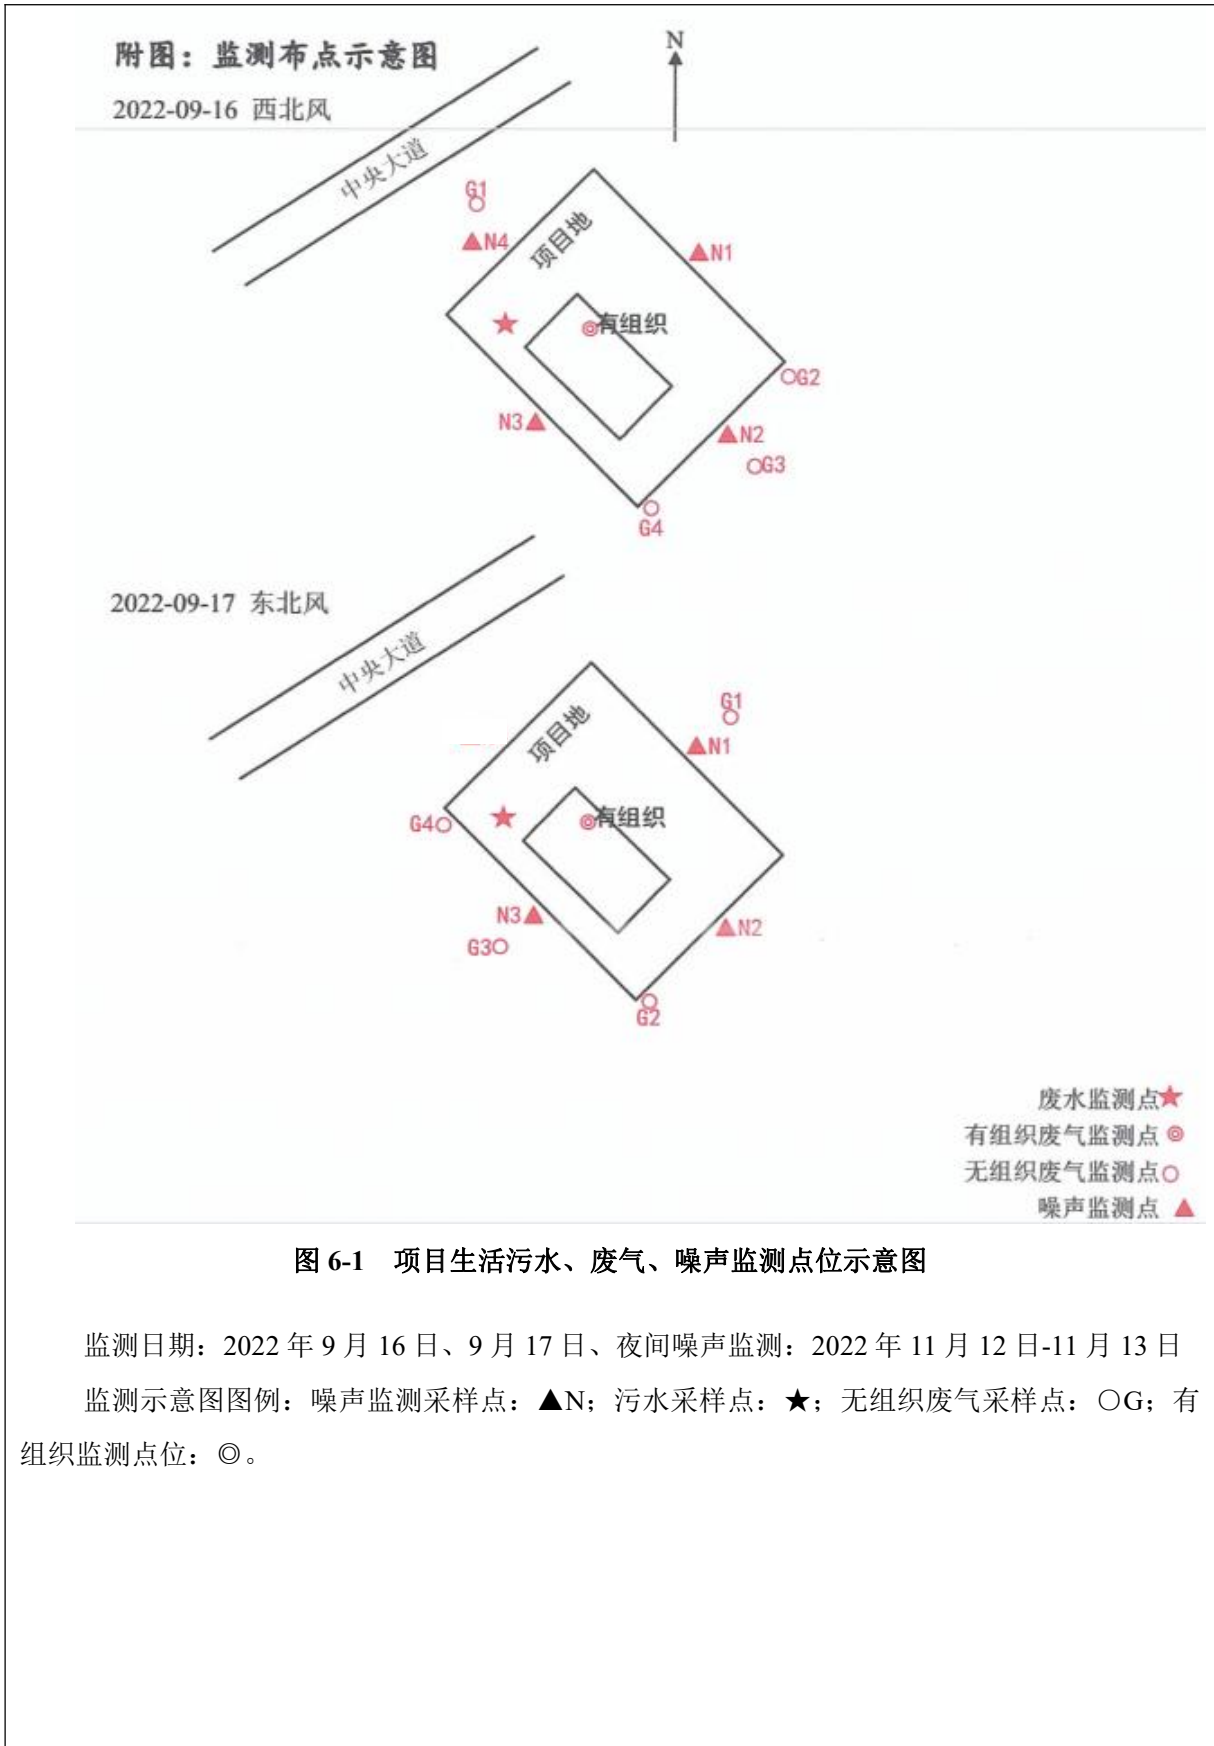 附图：监测布点示意图
N
2022-09-16 西北风
中央大道
G1
N4
项目地
N1
有组织
G2
N3
N2
G3
G4
2022-09-17 东北风
中央大道
项目地
G1
N1
G4
有组织
N3
N2
G3
G2
废水监测点★
有组织废气监测点◎
无组织废气监测点○
噪声监测点▲
图 6-1 项目生活污水、废气、噪声监测点位示意图
监测日期：2022 年 9 月 16 日、9 月 17 日、夜间噪声监测：2022 年 11 月 12 日-11 月 13 日
监测示意图图例：噪声监测采样点：▲N；污水采样点：★；无组织废气采样点：○G；有
组织监测点位：◎。